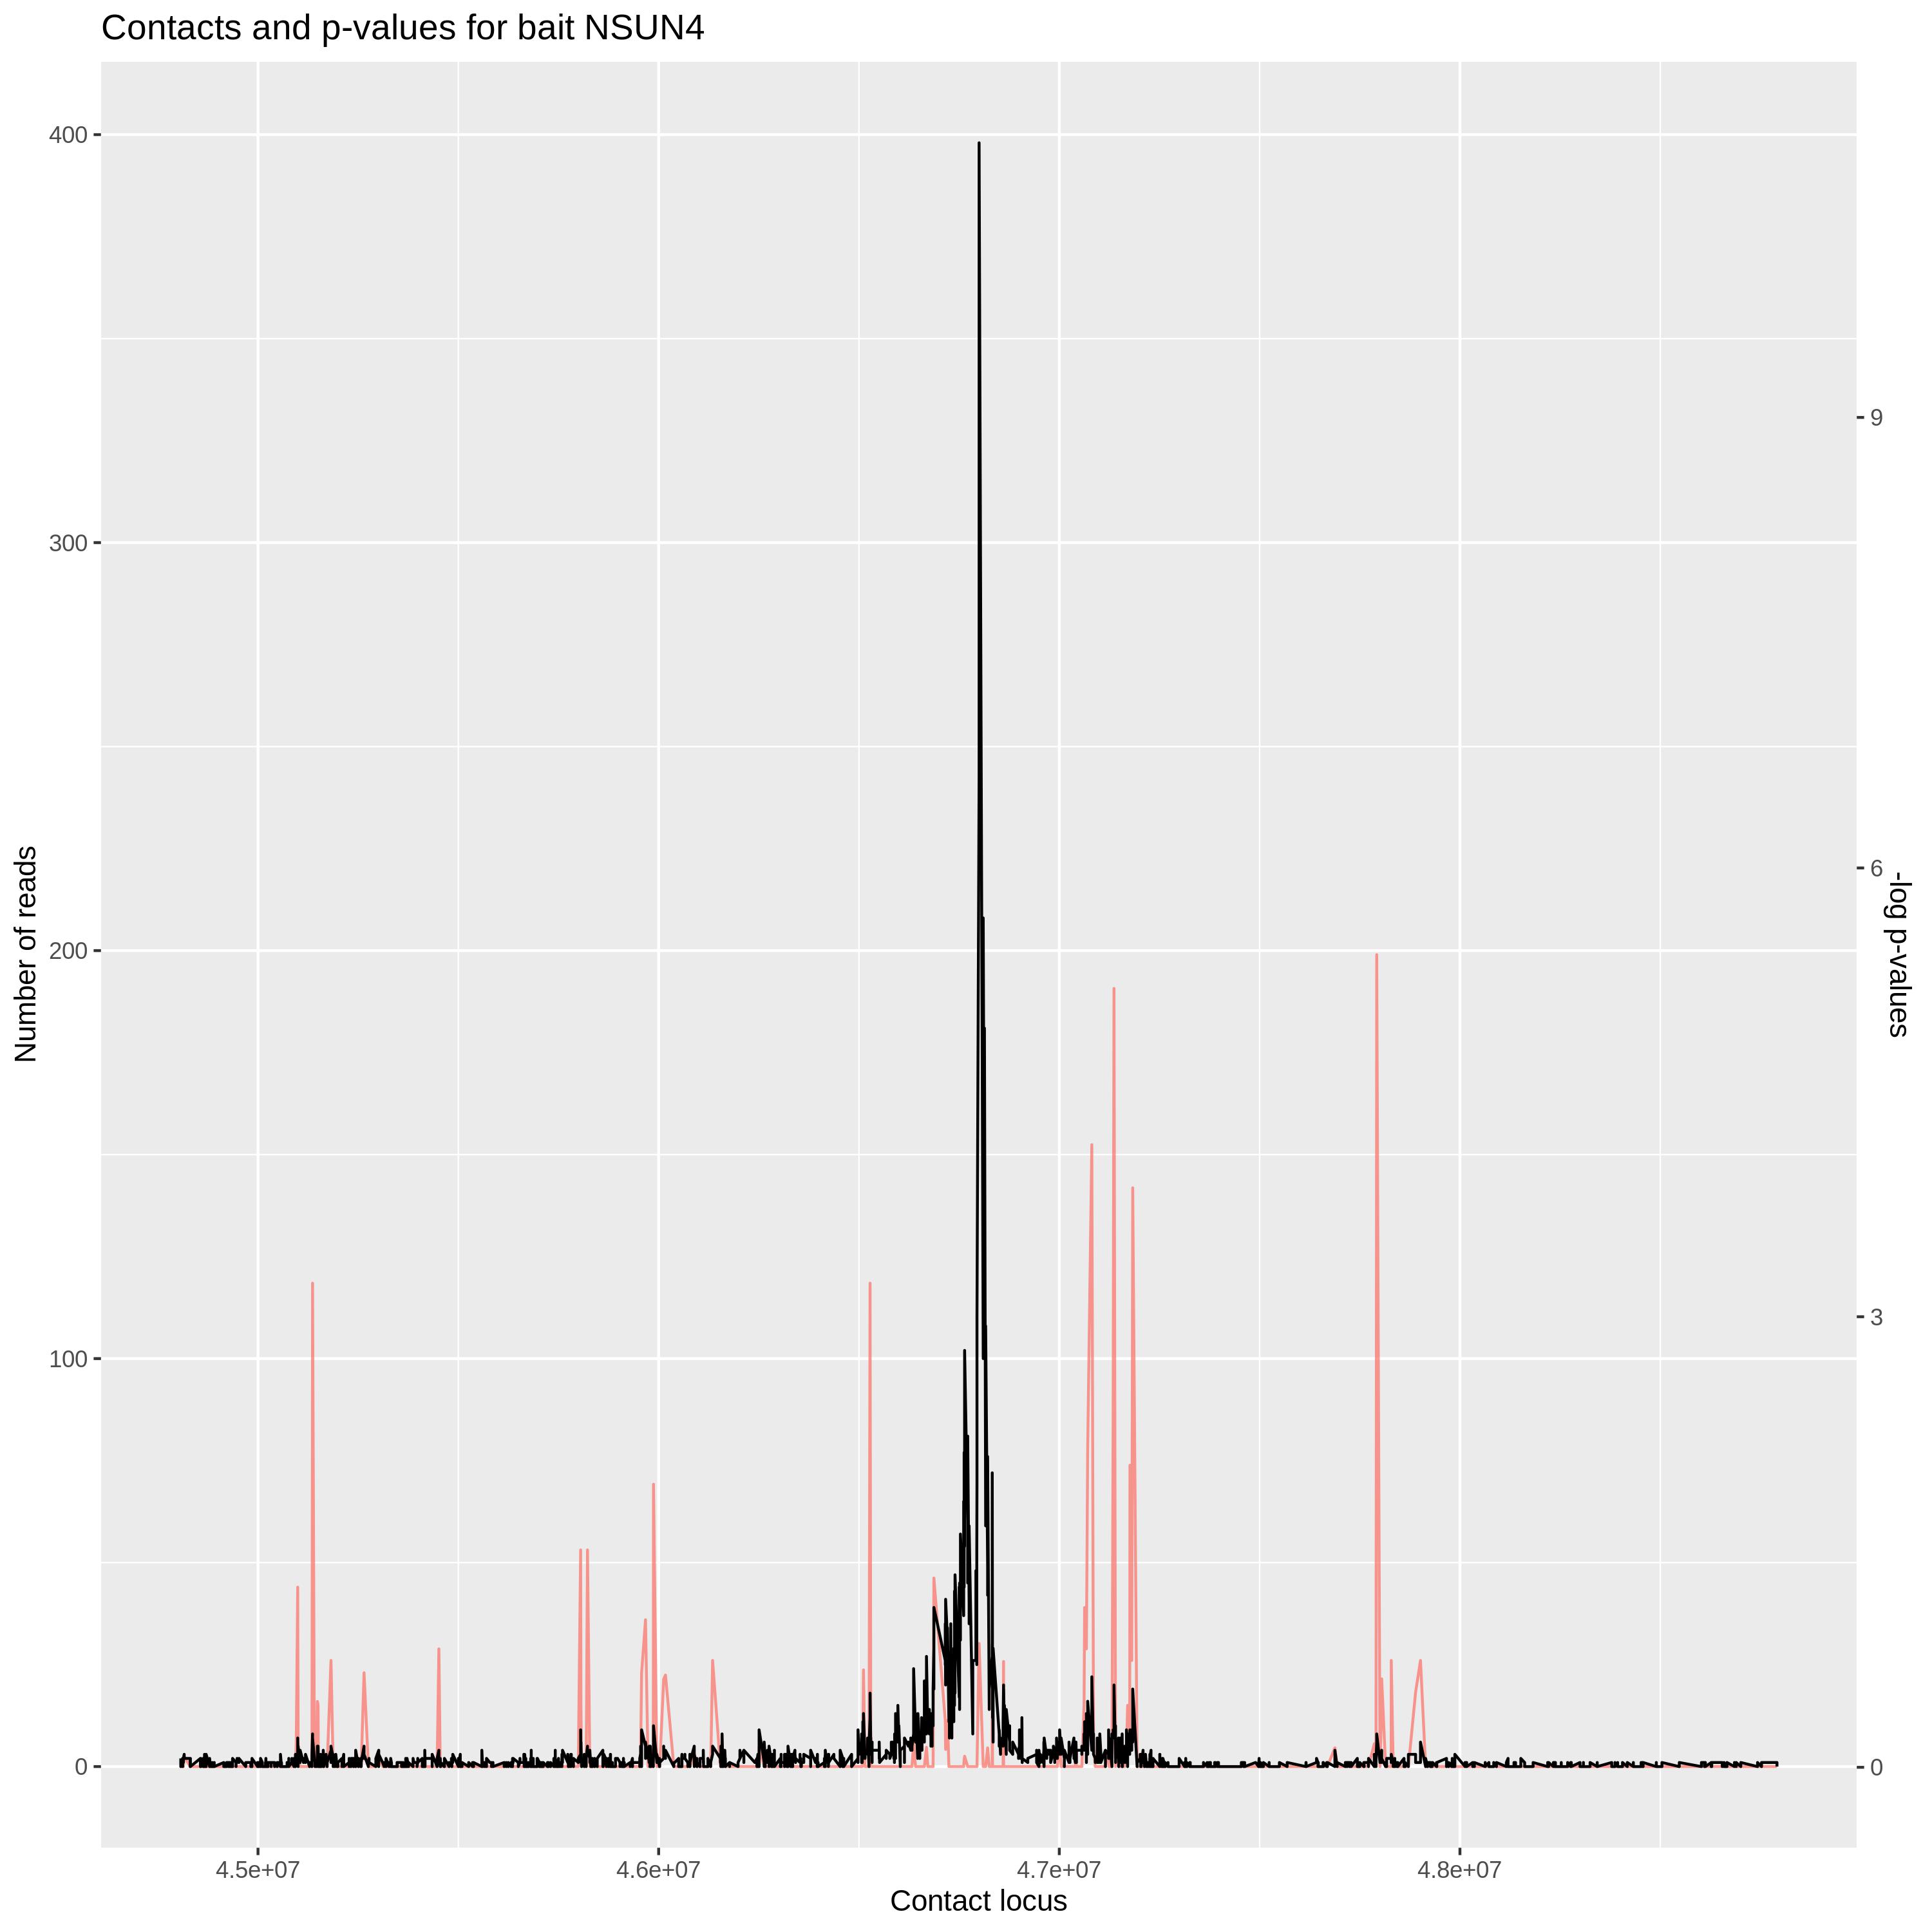 Contacts and p-values for bait NSUN4
400
300
200
100
0
Number of reads
9
6
3
0
-log p-values
4.5e+07
4.6e+07
4.7e+07
4.8e+07
Contact locus